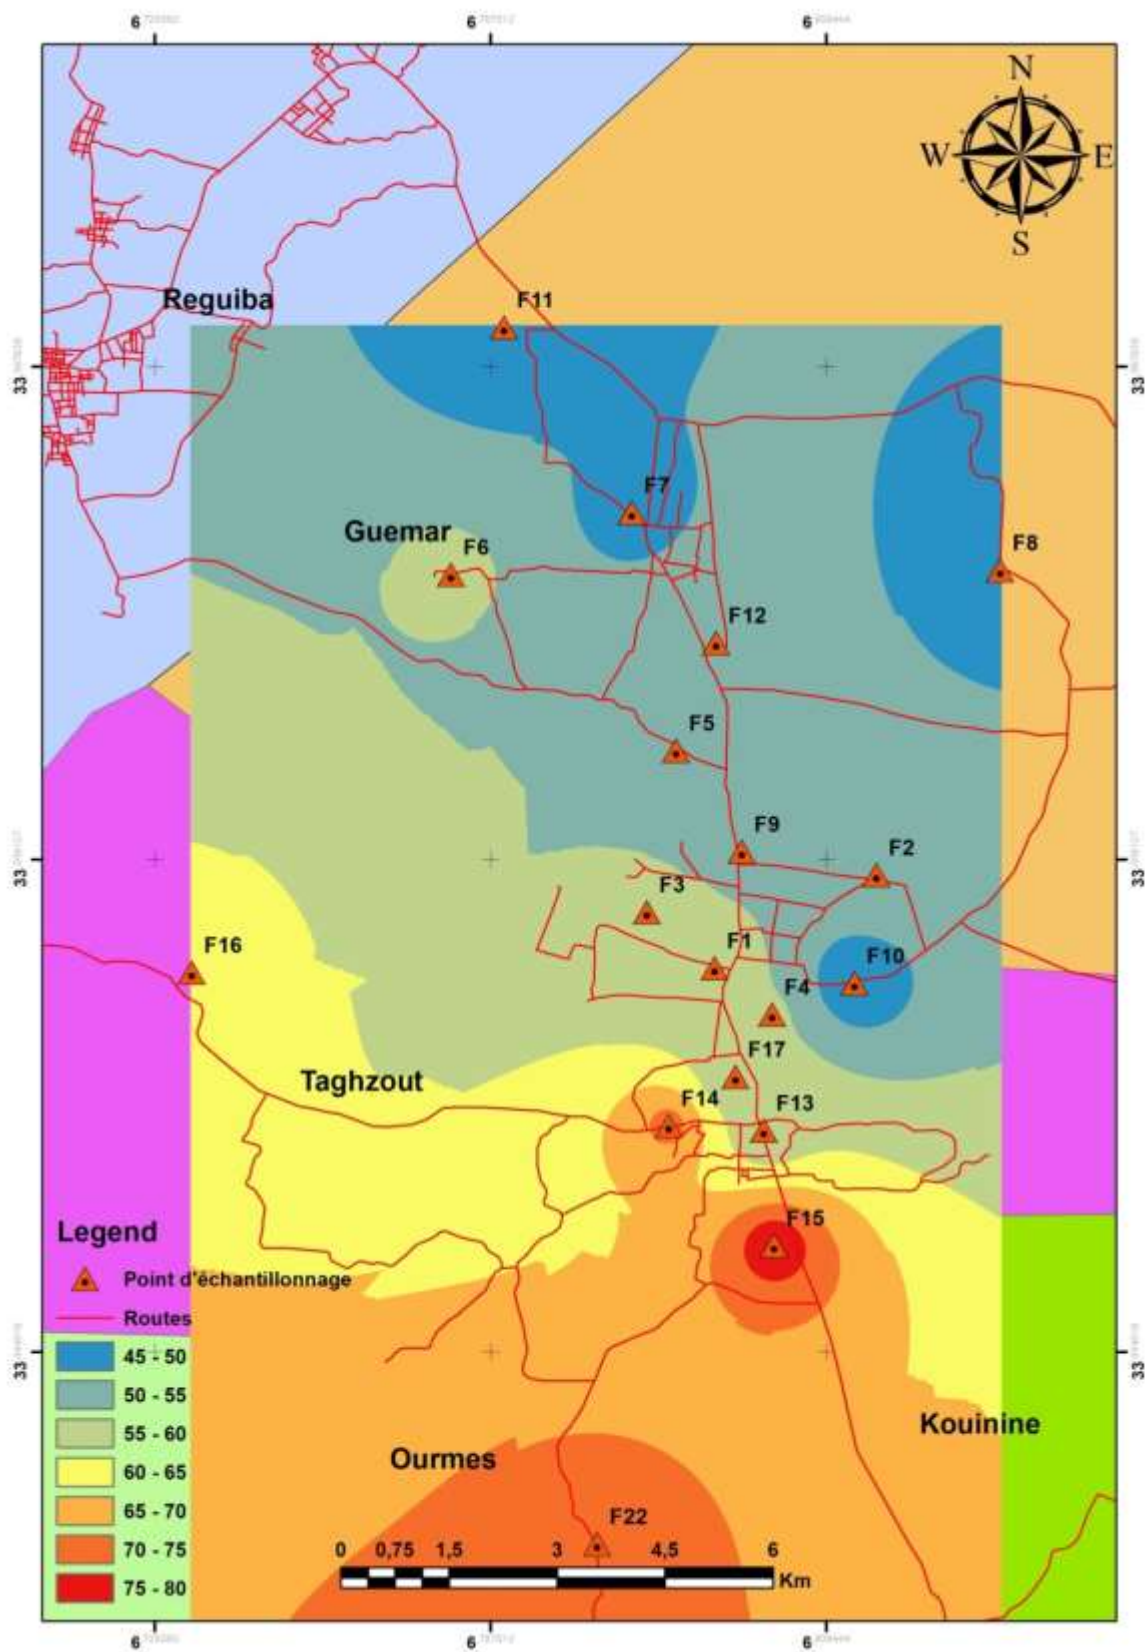 6
6
6
N
W
E
S
Reguiba
F11
33
33
F7
Guemar
F6
F8
F12
F5
F9
F2
33
33
F3
F16
F1
F10
F4
F17
Taghzout
F14
F13
F15
Legend
Point d'échantillonnage
Routes
45 - 50
33
33
50 - 55
55 - 60
Kouinine
Ourmes
60 - 65
65 - 70
F22
70 - 75
0 0,75 1,5 3 4,5 6
Km
75 - 80
6
6
6